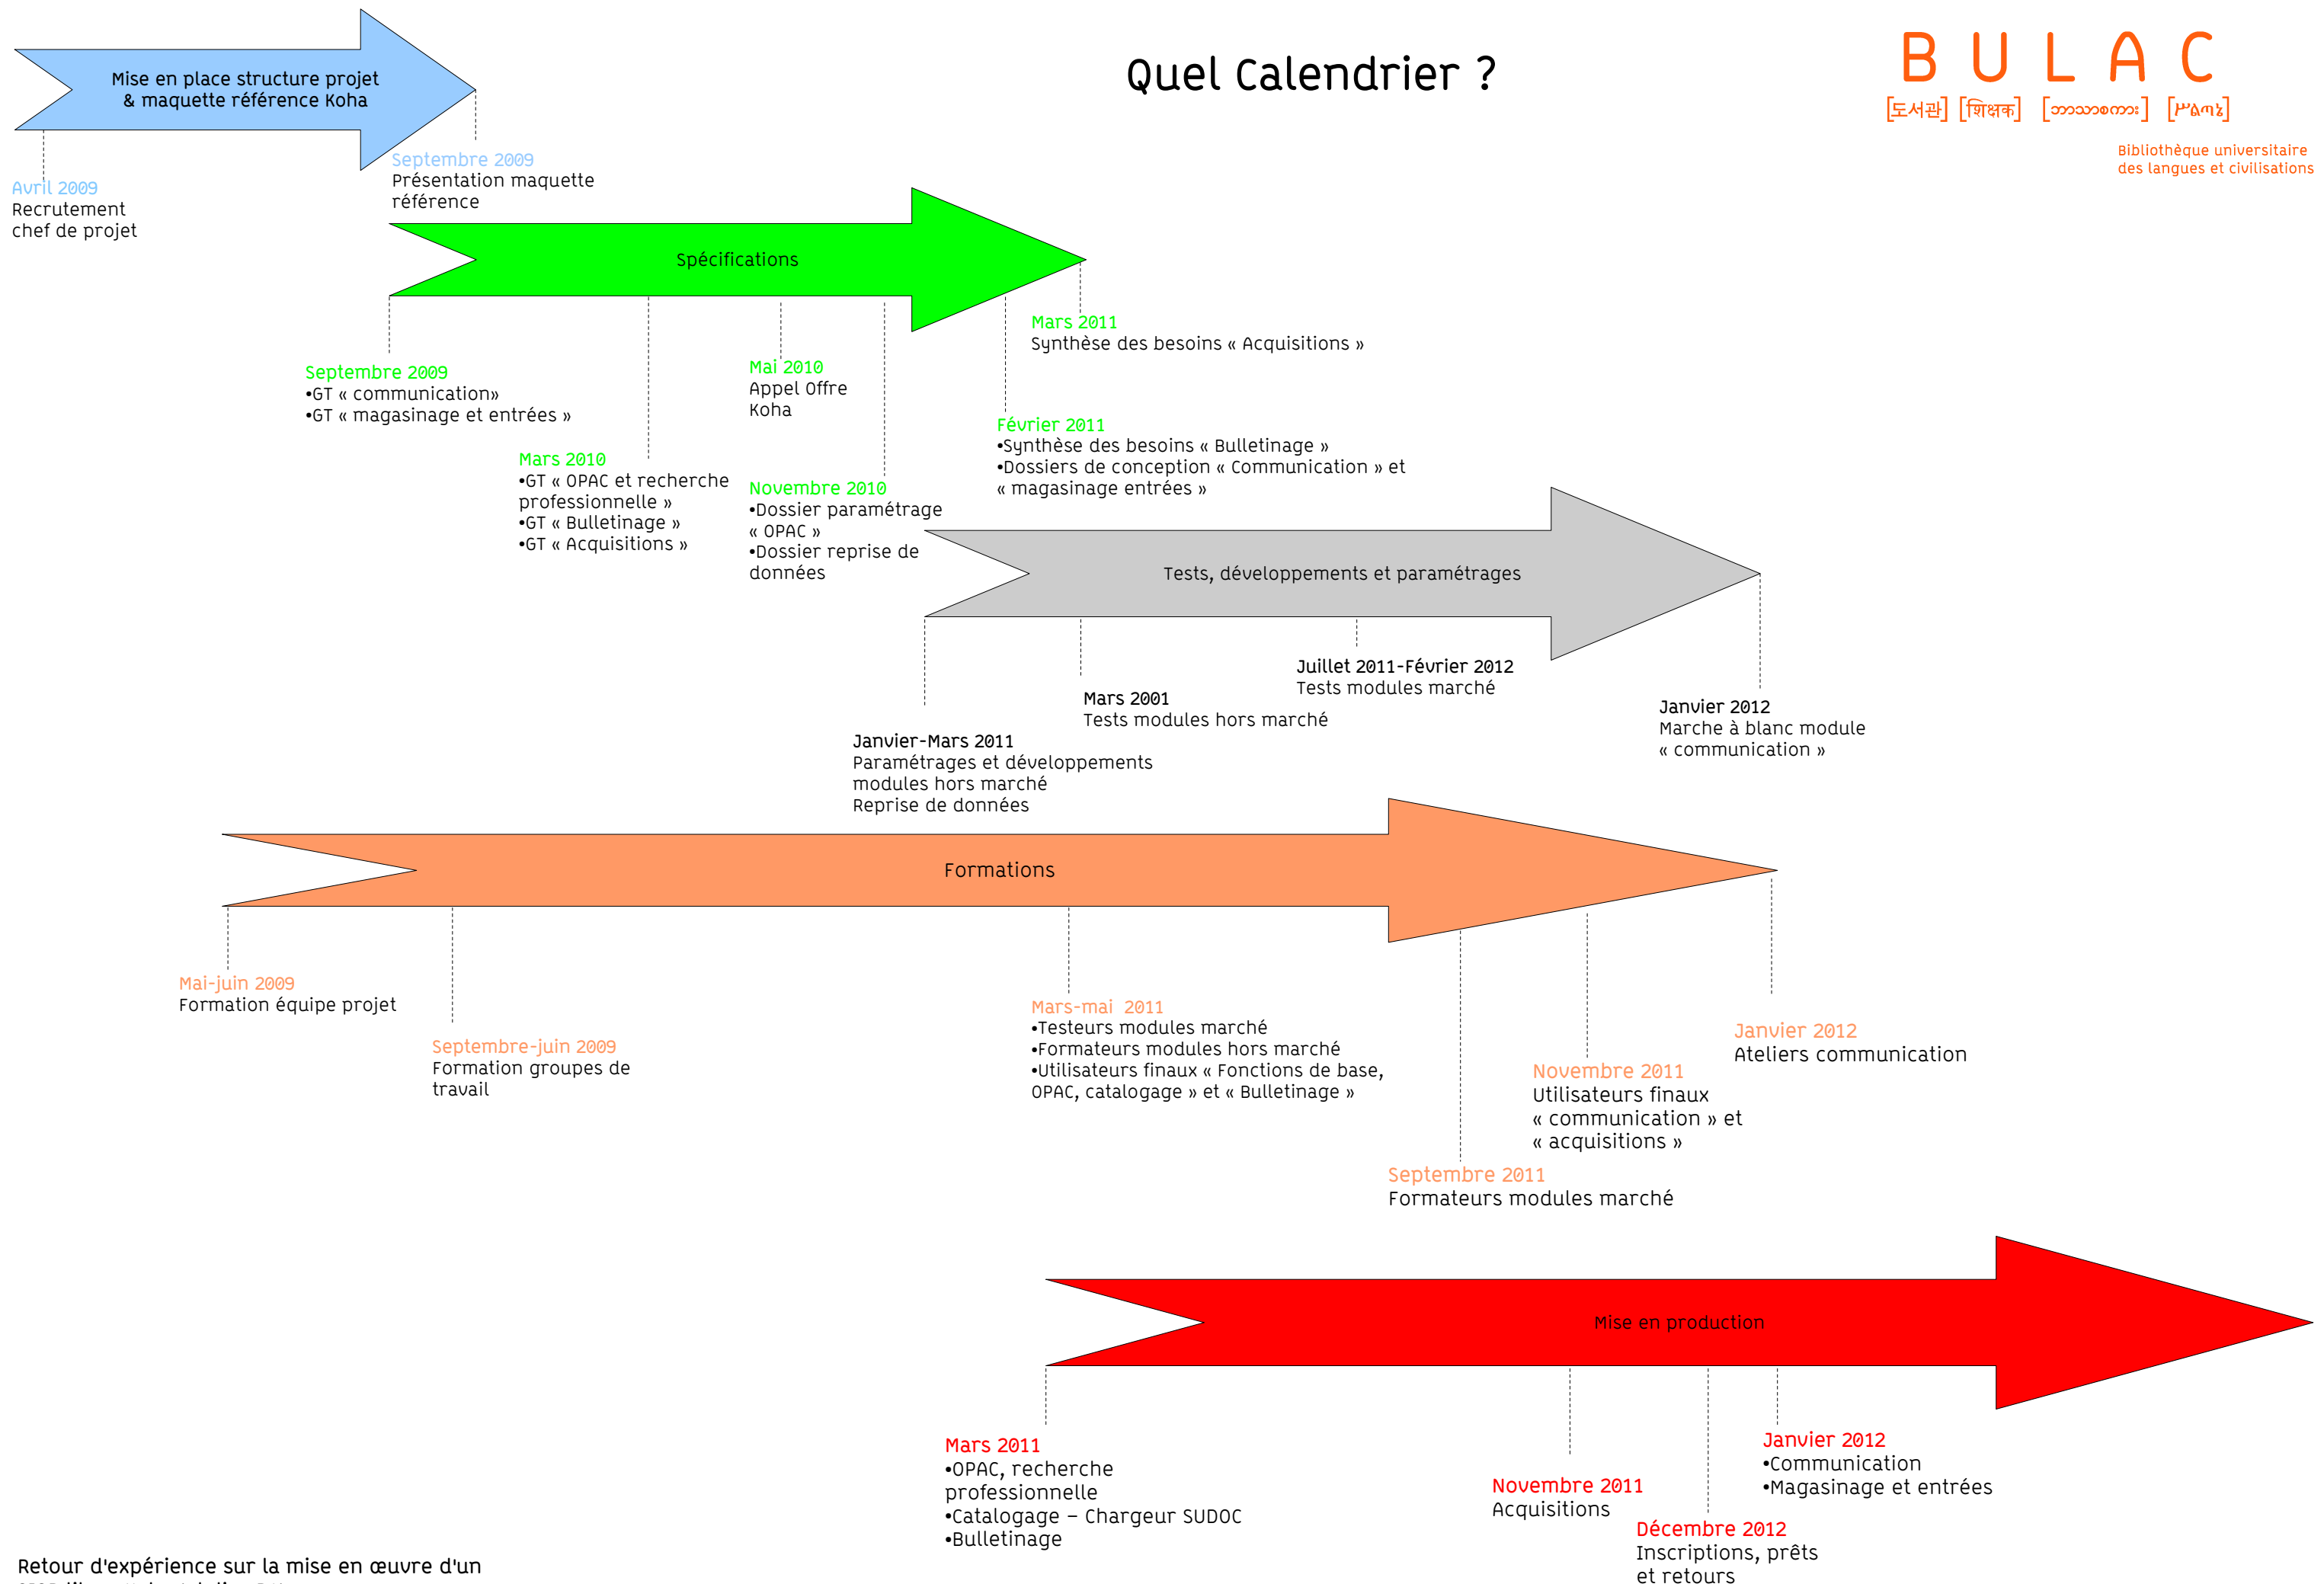 Quel Calendrier ?
B U L A C
[도서관] [शिक्षक] [ဘာသာစကား] [ሥልጣኔ]
Bibliothèque universitaire
des langues et civilisations
Mise en place structure projet
& maquette référence Koha
Avril 2009
Recrutement
chef de projet
Septembre 2009
Présentation maquette
référence
Spécifications
Septembre 2009
•GT « communication»
•GT « magasinage et entrées »
Mars 2010
•GT « OPAC et recherche
professionnelle »
•GT « Bulletinage »
•GT « Acquisitions »
Mai 2010
Appel Offre
Koha
Novembre 2010
•Dossier paramétrage
« OPAC »
•Dossier reprise de
données
Février 2011
•Synthèse des besoins « Bulletinage »
•Dossiers de conception « Communication » et
« magasinage entrées »
Mars 2011
Synthèse des besoins « Acquisitions »
Tests, développements et paramétrages
Janvier-Mars 2011
Paramétrages et développements
modules hors marché
Reprise de données
Mars 2001
Tests modules hors marché
Juillet 2011-Février 2012
Tests modules marché
Janvier 2012
Marche à blanc module
« communication »
Formations
Mai-juin 2009
Formation équipe projet
Septembre-juin 2009
Formation groupes de
travail
Mars-mai 2011
•Testeurs modules marché
•Formateurs modules hors marché
•Utilisateurs finaux « Fonctions de base,
OPAC, catalogage » et « Bulletinage »
Septembre 2011
Formateurs modules marché
Novembre 2011
Utilisateurs finaux
« communication » et
« acquisitions »
Janvier 2012
Ateliers communication
Mise en production
Mars 2011
•OPAC, recherche
professionnelle
•Catalogage – Chargeur SUDOC
•Bulletinage
Novembre 2011
Acquisitions
Décembre 2012
Inscriptions, prêts
et retours
Janvier 2012
•Communication
•Magasinage et entrées
Retour d'expérience sur la mise en œuvre d'un